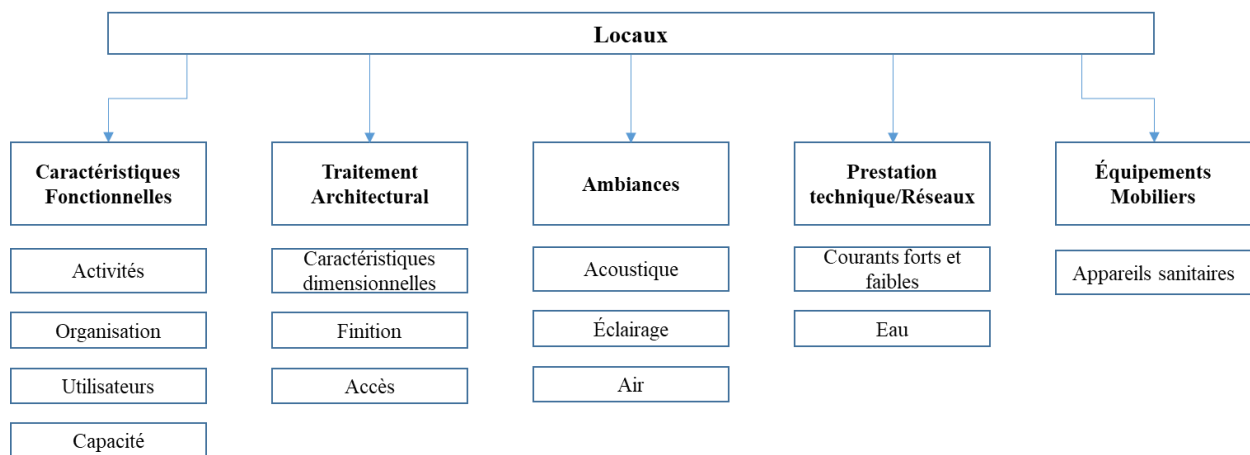 Locaux
Caractéristiques
Fonctionnelles
Traitement
Architectural
Ambiances
Prestation
technique/Réseaux
Équipements
Mobiliers
Activités
Caractéristiques
dimensionnelles
Acoustique
Courants forts et
faibles
Appareils sanitaires
Organisation
Finition
Éclairage
Eau
Utilisateurs
Accès
Air
Capacité